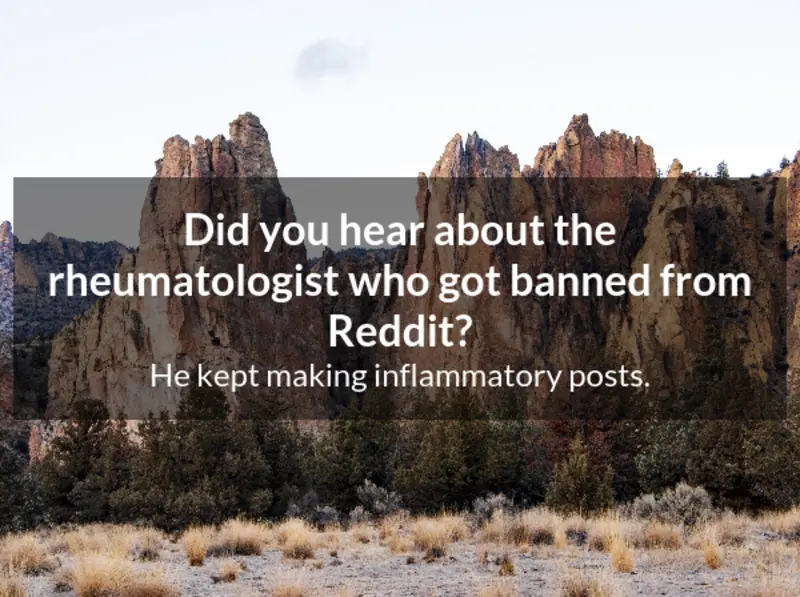 Did you hear about the
rheumatologist who got banned from
Reddit?
He kept making inflammatory posts.